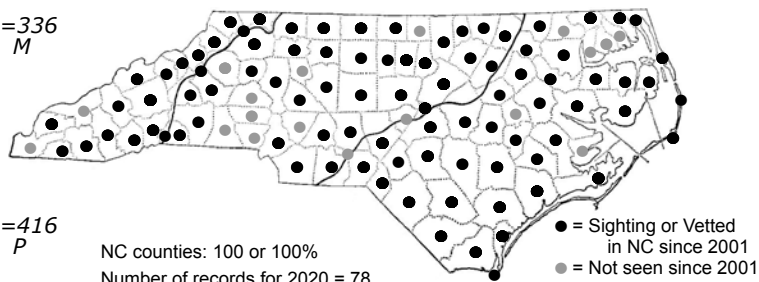 =336
M
=416
P
NC counties: 100 or 100%
Number of records for 2020 = 78
● = Sighting or Vetted
in NC since 2001
● = Not seen since 2001